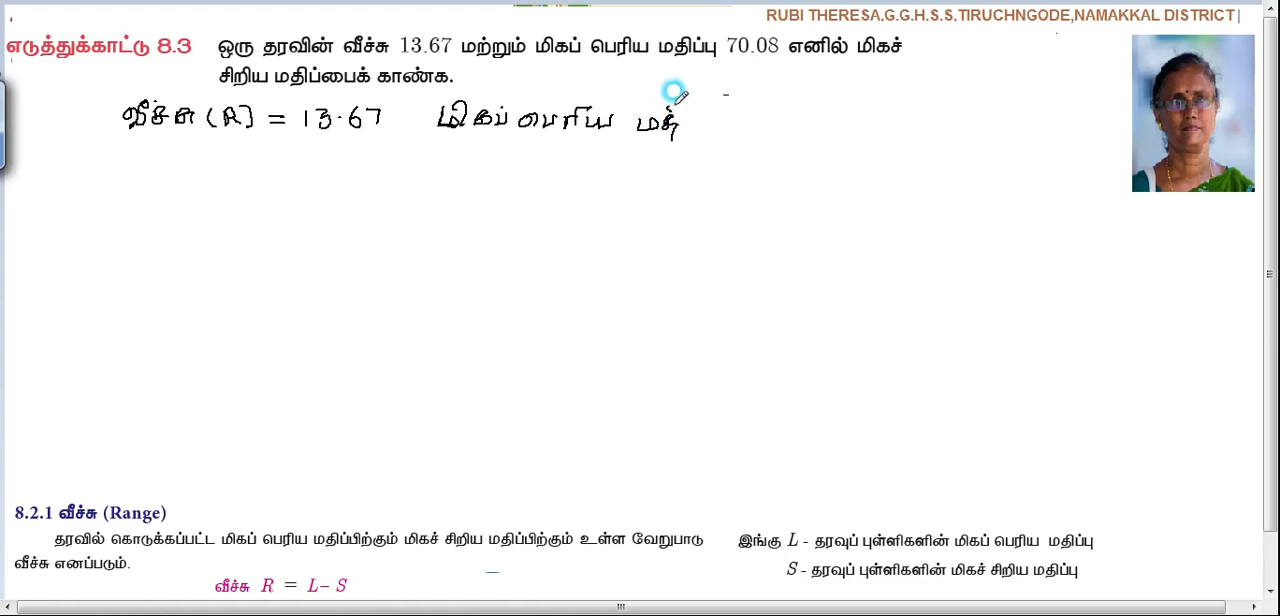 RUBI THERESA,G.G.H.S.S,TIRUCHNGODE,NAMAKKAL DISTRICT
எடுத்துக்காட்டு 8.3 ஒரு தரவின் வீச்சு 13.67 மற்றும் மிகப் பெரிய மதிப்பு 70.08 எனில் மிகச்
சிறிய மதிப்பைக் காண்க.
வீச்சு (R) = 13.67 மிகப் பெரிய மதி
8.2.1 வீச்சு (Range)
தரவில் கொடுக்கப்பட்ட மிகப் பெரிய மதிப்பிற்கும் மிகச் சிறிய மதிப்பிற்கும் உள்ள வேறுபாடு
வீச்சு எனப்படும்.
வீச்சு R = L– S
இங்கு L - தரவுப் புள்ளிகளின் மிகப் பெரிய மதிப்பு
S - தரவுப் புள்ளிகளின் மிகச் சிறிய மதிப்பு